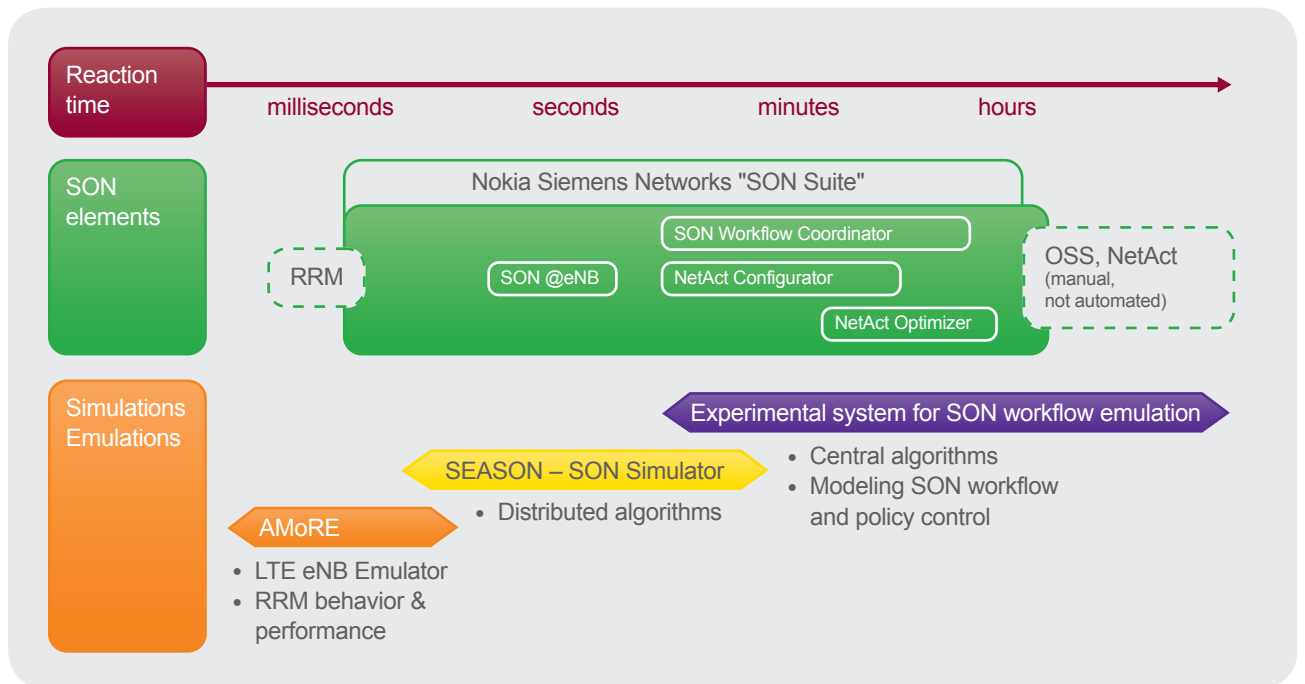 Reaction
time
milliseconds
seconds
minutes
hours
SON
elements
Nokia Siemens Networks "SON Suite"
RRM
SON @eNB
SON Workflow Coordinator
NetAct Configurator
NetAct Optimizer
OSS, NetAct
(manual,
not automated)
Simulations
Emulations
Experimental system for SON workflow emulation
• Central algorithms
• Modeling SON workflow
and policy control
SEASON – SON Simulator
• Distributed algorithms
AMoRE
• LTE eNB Emulator
• RRM behavior &
performance